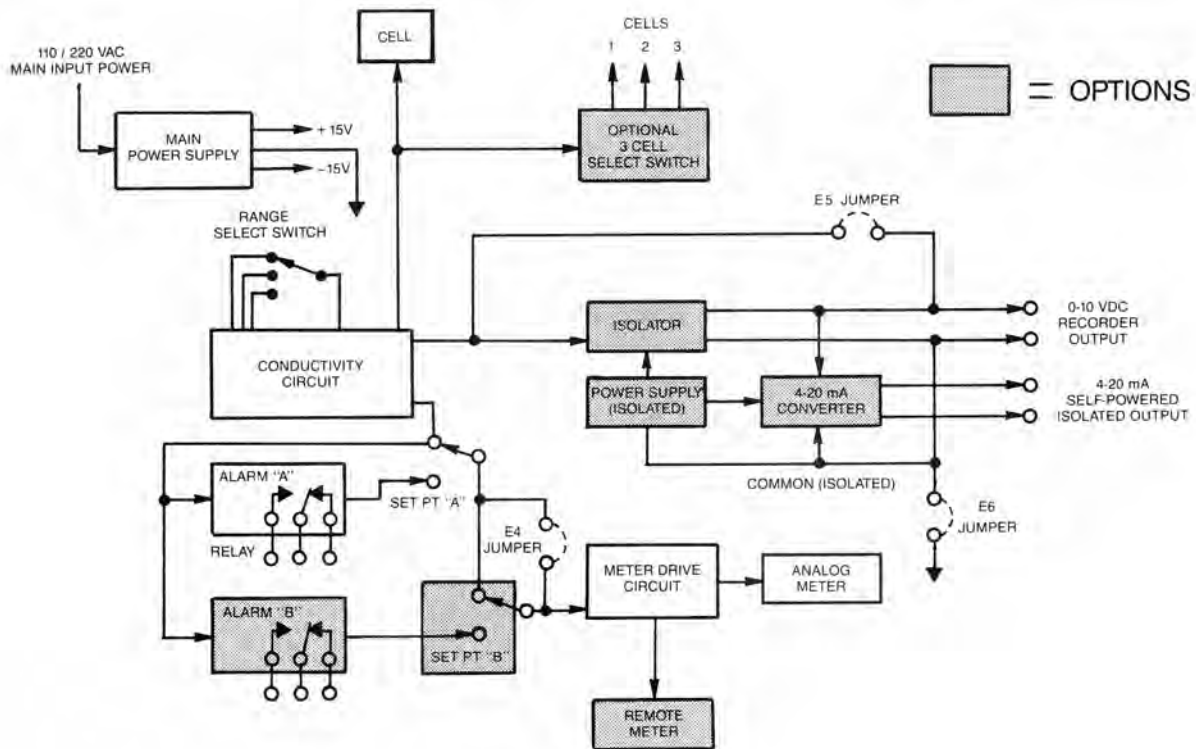 CELL
CELLS
1 2 3
110 / 220 VAC
MAIN INPUT POWER
= OPTIONS
MAIN
POWER SUPPLY
+ 15V
-15V
OPTIONAL
3 CELL
SELECT SWITCH
E5 JUMPER
RANGE
SELECT SWITCH
ISOLATOR
0-10 VDC
RECORDER
OUTPUT
CONDUCTIVITY
CIRCUIT
POWER SUPPLY
(ISOLATED)
4-20 mA
CONVERTER
4-20 mA
SELF-POWERED
ISOLATED OUTPUT
COMMON (ISOLATED)
ALARM "A"
RELAY
SET PT "A"
E4
JUMPER
E6
JUMPER
METER DRIVE
CIRCUIT
ANALOG
METER
ALARM "B"
SET PT "B"
REMOTE
METER